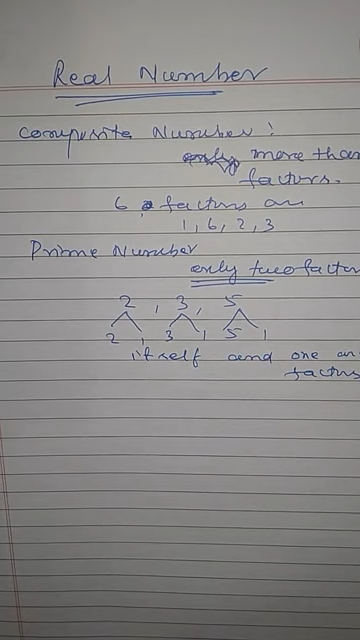 Real Number
Composite Number:
only more than
factors.
6 factors are
1, 6, 2, 3
Prime Number
only two factor
2, 3, 5
2 1 3 1 5 1
itself and one are
factors